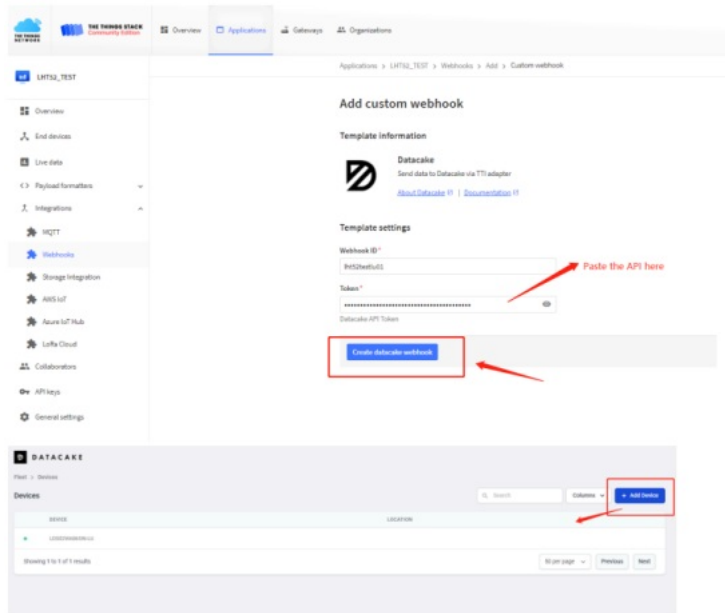 THE THINGS
NETWORK
THE THINGS STACK
Community Edition
Overview
Applications
Gateways
Organizations
Applications > LHT52_TEST > Webhooks > Add > Custom webhook
LHT52_TEST
Overview
End devices
Live data
Payload formatters
Integrations
MQTT
Webhooks
Storage Integration
AWS IoT
Azure IoT Hub
LoRa Cloud
Collaborators
API keys
General settings
Add custom webhook
Template information
Datacake
Send data to Datacake via TTI adapter
About Datacake | Documentation
Template settings
Webhook ID *
Paste the API here
Token *
Datacake API Token
Create datacake webhook
DATACAKE
Fleet > Devices
Devices
Search
Columns
+ Add Device
DEVICE
LOCATION
Showing 1 to 1 of 1 results
per page
Previous
Next